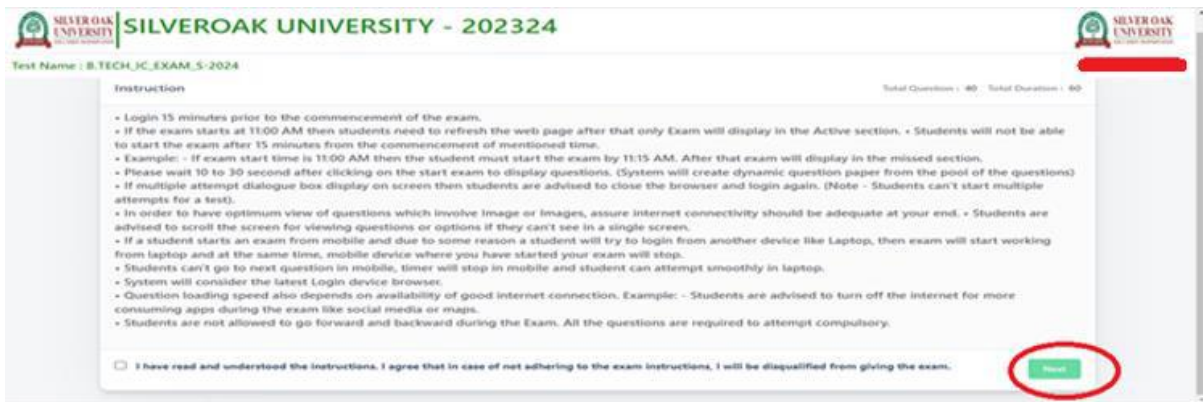 SILVER OAK
UNIVERSITY
SILVEROAK UNIVERSITY - 202324
SILVER OAK
UNIVERSITY
Test Name : B.TECH_IC_EXAM_S-2024
Instruction
Total Question : 40 Total Duration : 60
• Login 15 minutes prior to the commencement of the exam.
• If the exam starts at 11:00 AM then students need to refresh the web page after that only Exam will display in the Active section. • Students will not be able
to start the exam after 15 minutes from the commencement of mentioned time.
• Example: - If exam start time is 11:00 AM then the student must start the exam by 11:15 AM. After that exam will display in the missed section.
• Please wait 10 to 30 second after clicking on the start exam to display questions. (System will create dynamic question paper from the pool of the questions)
• If multiple attempt dialogue box display on screen then students are advised to close the browser and login again. (Note - Students can't start multiple
attempts for a test).
• In order to have optimum view of questions which involve Image or Images, assure internet connectivity should be adequate at your end. • Students are
advised to scroll the screen for viewing questions or options if they can't see in a single screen.
• If a student starts an exam from mobile and due to some reason a student will try to login from another device like Laptop, then exam will start working
from laptop and at the same time, mobile device where you have started your exam will stop.
• Students can't go to next question in mobile, timer will stop in mobile and student can attempt smoothly in laptop.
• System will consider the latest Login device browser.
• Question loading speed also depends on availability of good internet connection. Example: - Students are advised to turn off the internet for more
consuming apps during the exam like social media or maps.
• Students are not allowed to go forward and backward during the Exam. All the questions are required to attempt compulsory.
I have read and understood the instructions. I agree that in case of not adhering to the exam instructions, I will be disqualified from giving the exam.
Next